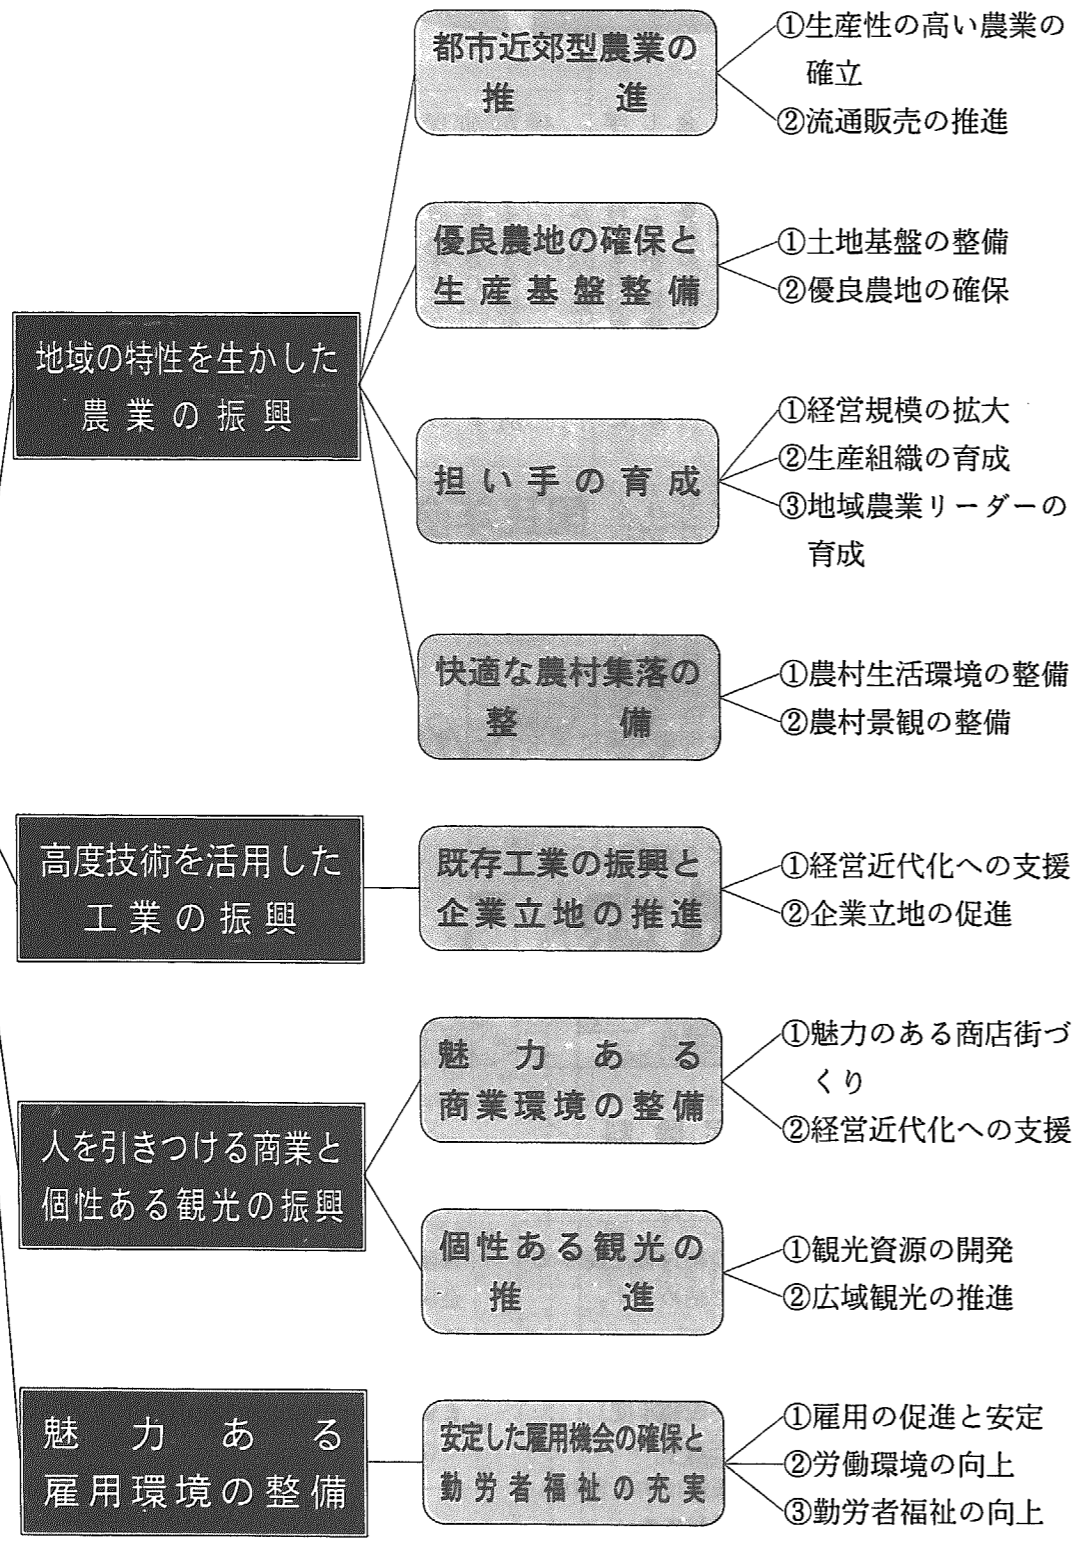 地域の特性を生かした
農業の振興
都市近郊型農業の
推進
①生産性の高い農業の
確立
②流通販売の推進
優良農地の確保と
生産基盤整備
①土地基盤の整備
②優良農地の確保
担い手の育成
①経営規模の拡大
②生産組織の育成
③地域農業リーダーの
育成
快適な農村集落の
整備
①農村生活環境の整備
②農村景観の整備
高度技術を活用した
工業の振興
既存工業の振興と
企業立地の推進
①経営近代化への支援
②企業立地の促進
人を引きつける商業と
個性ある観光の振興
魅力ある
商業環境の整備
①魅力のある商店街づ
くり
②経営近代化への支援
個性ある観光の
推進
①観光資源の開発
②広域観光の推進
魅力ある
雇用環境の整備
安定した雇用機会の確保と
勤労者福祉の充実
①雇用の促進と安定
②労働環境の向上
③勤労者福祉の向上